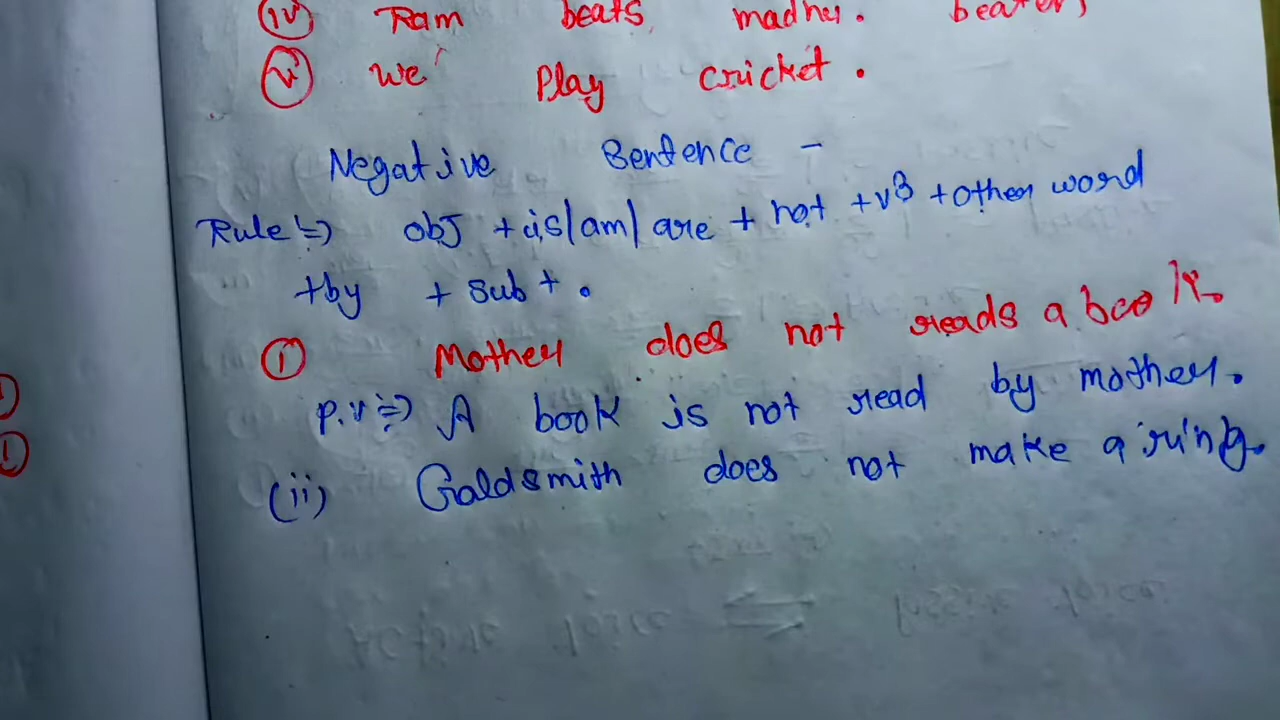 (iv) Ram beats madhu. beaten
(v) We Play cricket.
Negative Sentence -
Rule => obj + is/am/are + not + v3 + other word
+by + sub + .
(i) Mother does not reads a book.
P.V => A book is not read by mother.
(ii) Goldsmith does not make a ring.